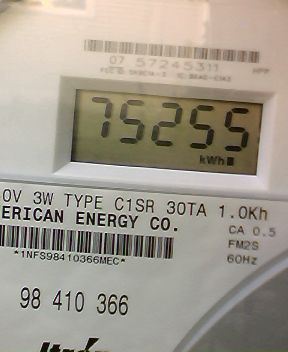 07 57245311
75255
kWh
0V 3W TYPE C1SR 30TA 1.0Kh
ERICAN ENERGY CO.
CA 0.5
FM2S
*1NFS98410366MEC*
60Hz
98 410 366
Itron